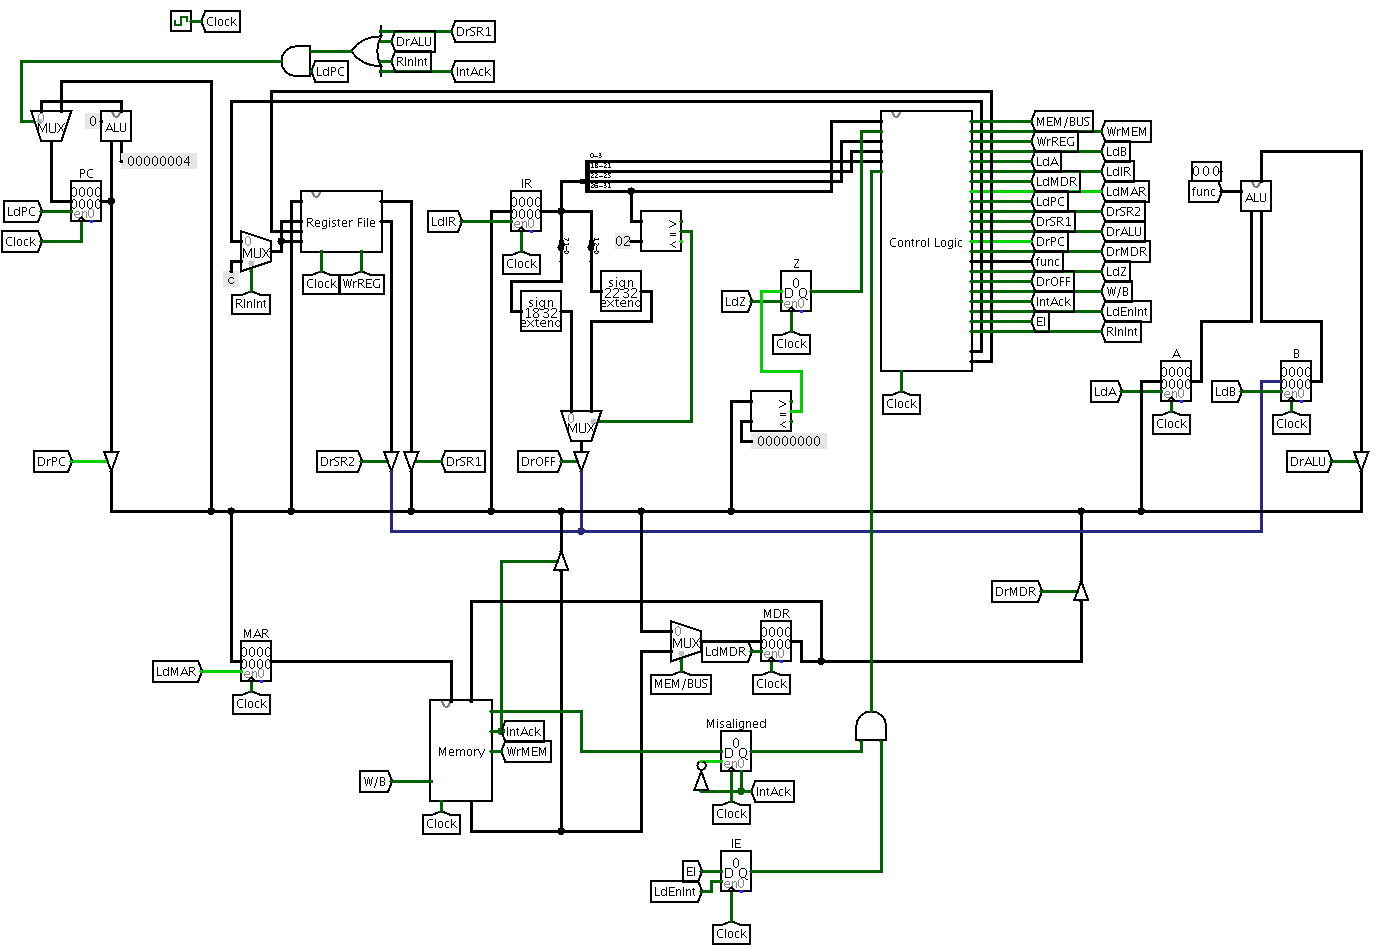 Clock
DrSR1
DrALU
RInInt
LdPC
IntAck
0
MUX
0
ALU
00000004
PC
0000
0000
en0
LdPC
Clock
Register File
0
MUX
c
RInInt
Clock
WrREG
IR
0000
0000
en0
LdIR
Clock
0-3
18-21
22-25
26-31
02
sign
18 32
extend
sign
22 32
extend
0
MUX
Z
0
D Q
en0
LdZ
Clock
00000000
Control Logic
Clock
MEM/BUS
WrMEM
WrREG
LdB
LdA
LdIR
LdMDR
LdMAR
LdPC
DrSR2
DrSR1
DrALU
DrPC
DrMDR
func
LdZ
DrOFF
W/B
IntAck
LdEnInt
EI
RInInt
0 0 0
func
ALU
A
0000
0000
en0
LdA
Clock
B
0000
0000
en0
LdB
Clock
DrPC
DrSR2
DrSR1
DrOFF
DrALU
MAR
0000
0000
en0
LdMAR
Clock
0
MUX
MEM/BUS
MDR
0000
0000
en0
LdMDR
Clock
DrMDR
Memory
IntAck
WrMEM
W/B
Clock
Misaligned
0
D Q
en0
IntAck
Clock
IE
0
D Q
en0
EI
LdEnInt
Clock